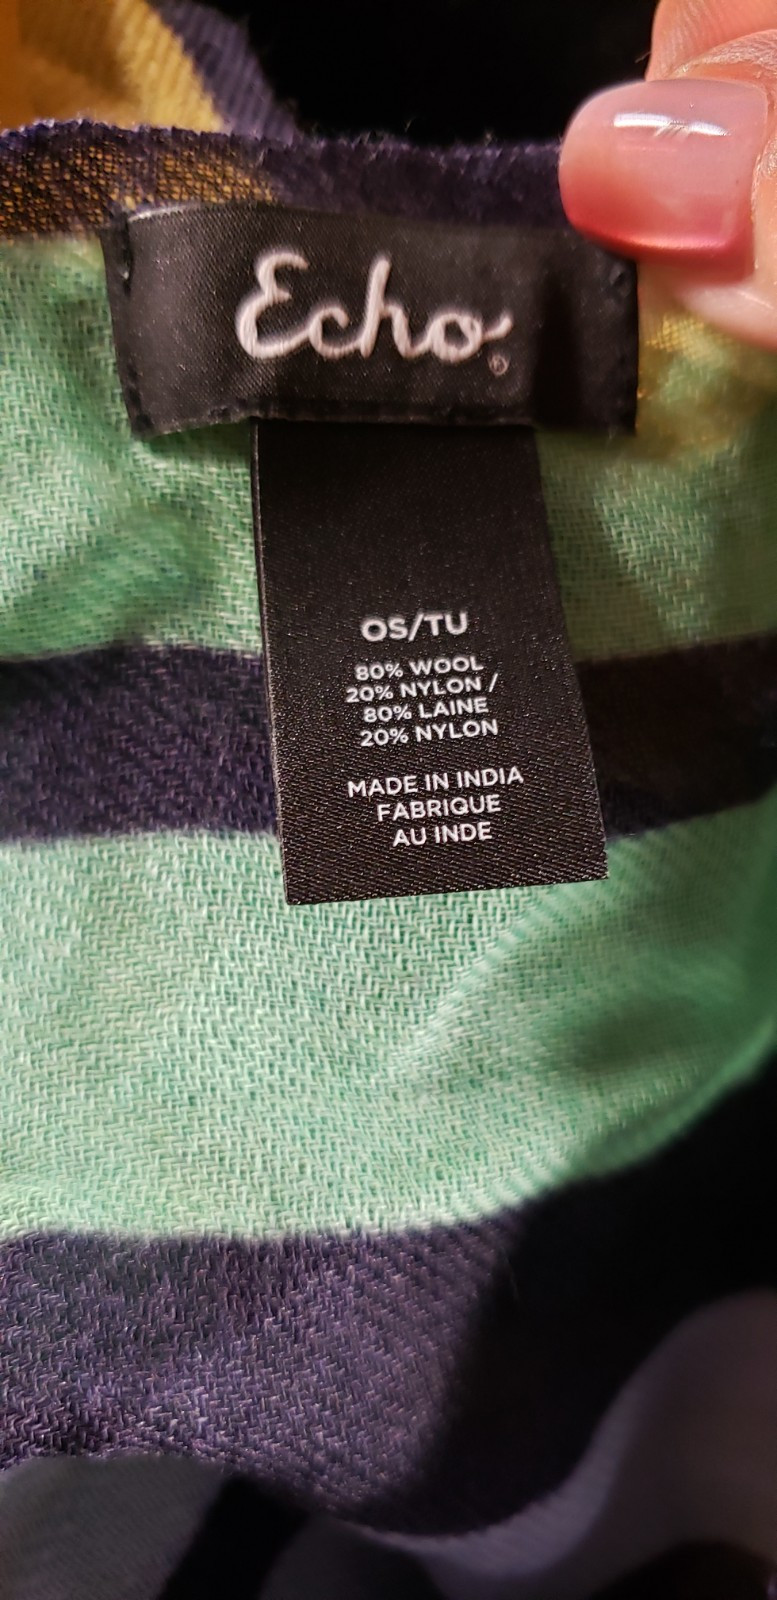 Echo®
OS/TU
80% WOOL
20% NYLON /
80% LAINE
20% NYLON
MADE IN INDIA
FABRIQUE
AU INDE